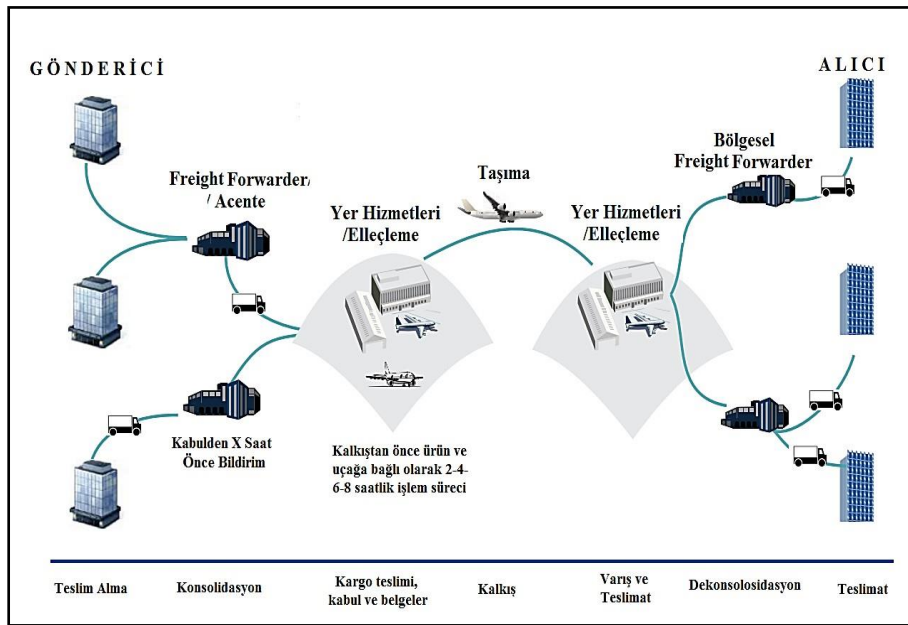 GÖNDERİCİ
ALICI
Bölgesel
Freight Forwarder
Taşıma
Freight Forwarder/
/ Acente
Yer Hizmetleri
/Elleçleme
Yer Hizmetleri
/Elleçleme
Kabulden X Saat
Önce Bildirim
Kalkıştan önce ürün ve
uçağa bağlı olarak 2-4-
6-8 saatlik işlem süreci
Teslim Alma
Konsolidasyon
Kargo teslimi,
kabul ve belgeler
Kalkış
Varış ve
Teslimat
Dekonsolosidasyon
Teslimat